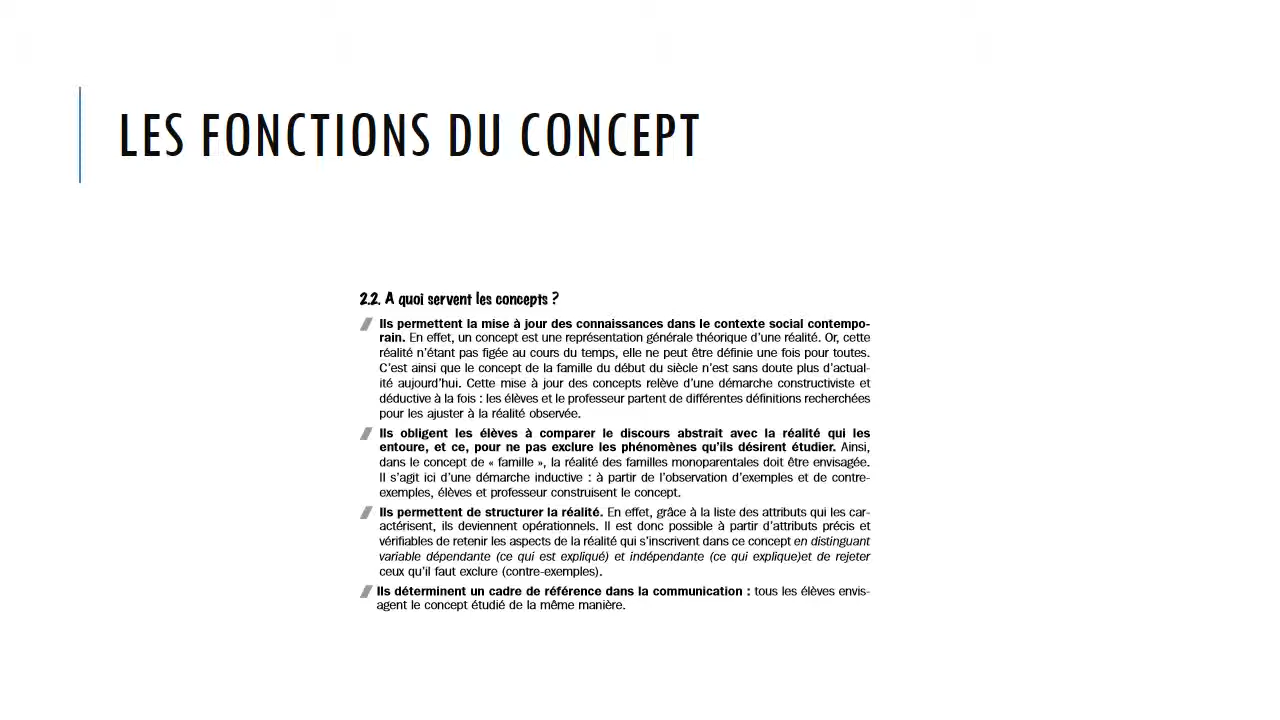 LES FONCTIONS DU CONCEPT
2.2. A quoi servent les concepts ?
Ils permettent la mise à jour des connaissances dans le contexte social contempo-
rain. En effet, un concept est une représentation générale théorique d'une réalité. Or, cette
réalité n'étant pas figée au cours du temps, elle ne peut être définie une fois pour toutes.
C'est ainsi que le concept de la famille du début du siècle n'est sans doute plus d'actual-
ité aujourd'hui. Cette mise à jour des concepts relève d'une démarche constructiviste et
déductive à la fois : les élèves et le professeur partent de différentes définitions recherchées
pour les ajuster à la réalité observée.
Ils obligent les élèves à comparer le discours abstrait avec la réalité qui les
entoure, et ce, pour ne pas exclure les phénomènes qu'ils désirent étudier. Ainsi,
dans le concept de « famille », la réalité des familles monoparentales doit être envisagée.
Il s'agit ici d'une démarche inductive : à partir de l'observation d'exemples et de contre-
exemples, élèves et professeur construisent le concept.
Ils permettent de structurer la réalité. En effet, grâce à la liste des attributs qui les car-
actérisent, ils deviennent opérationnels. Il est donc possible à partir d'attributs précis et
vérifiables de retenir les aspects de la réalité qui s'inscrivent dans ce concept en distinguant
variable dépendante (ce qui est expliqué) et indépendante (ce qui explique)et de rejeter
ceux qu'il faut exclure (contre-exemples).
Ils déterminent un cadre de référence dans la communication : tous les élèves envis-
agent le concept étudié de la même manière.